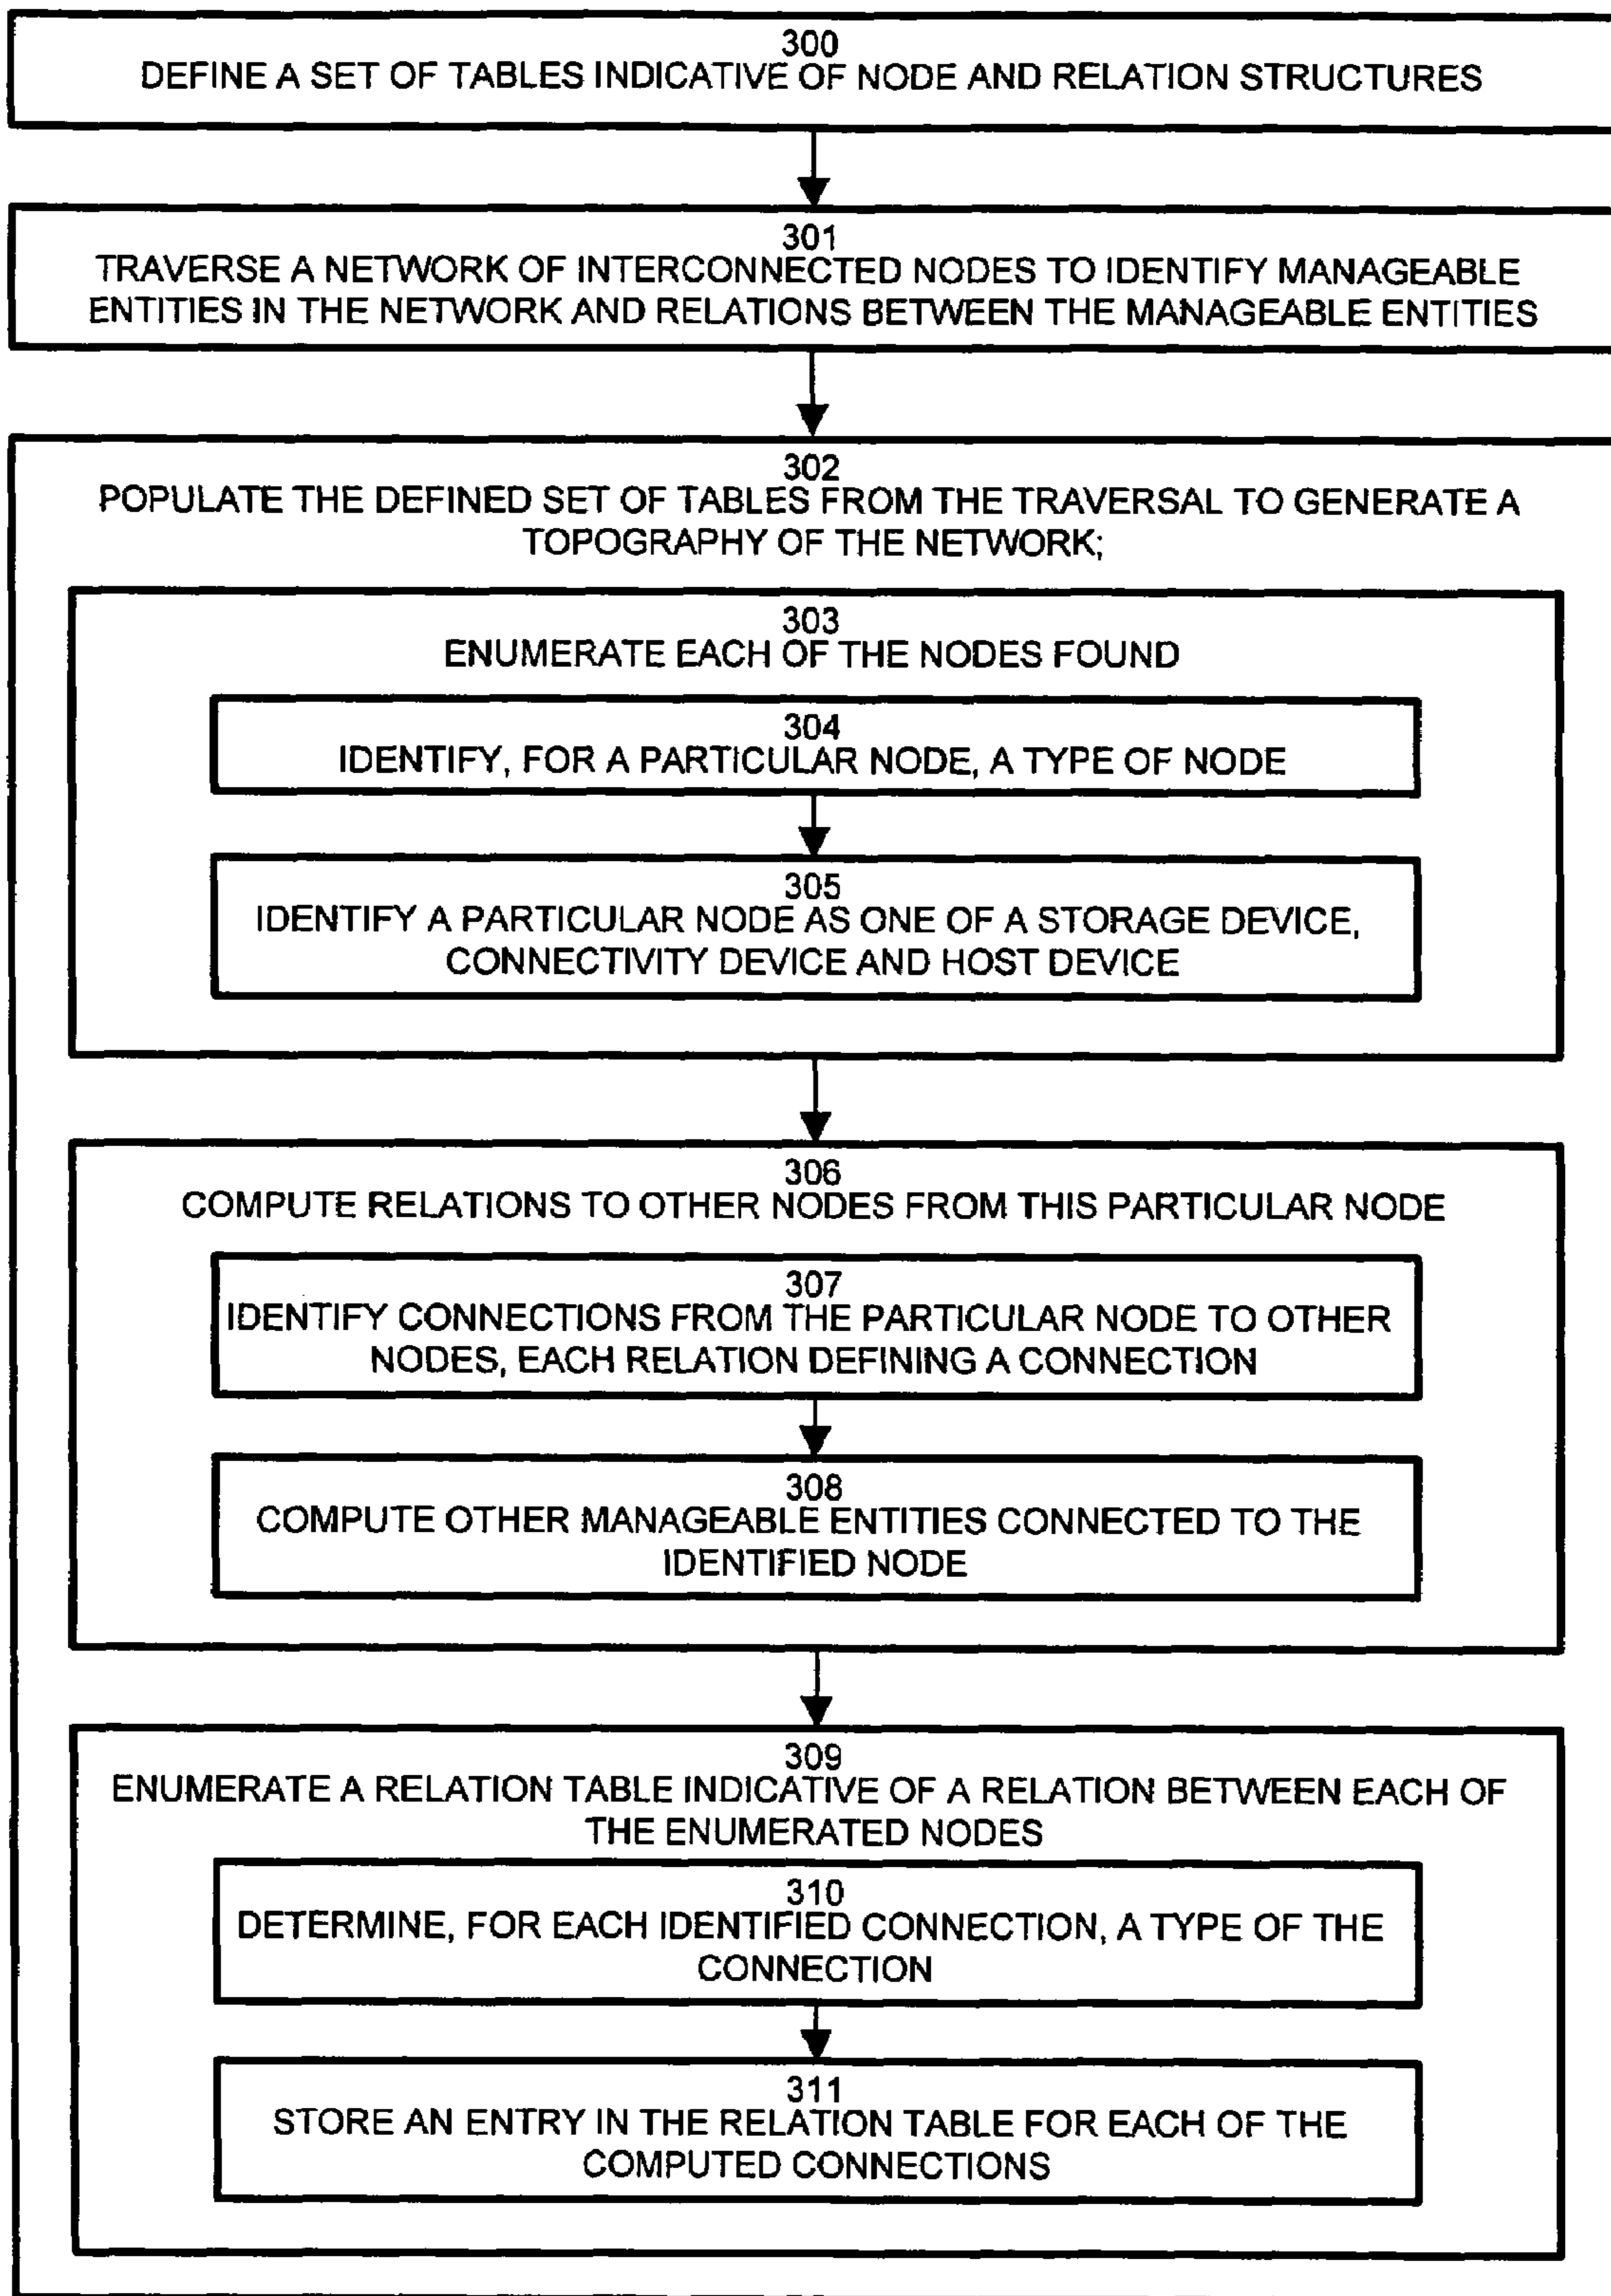 300
DEFINE A SET OF TABLES INDICATIVE OF NODE AND RELATION STRUCTURES
301
TRAVERSE A NETWORK OF INTERCONNECTED NODES TO IDENTIFY MANAGEABLE
ENTITIES IN THE NETWORK AND RELATIONS BETWEEN THE MANAGEABLE ENTITIES
302
POPULATE THE DEFINED SET OF TABLES FROM THE TRAVERSAL TO GENERATE A
TOPOGRAPHY OF THE NETWORK;
303
ENUMERATE EACH OF THE NODES FOUND
304
IDENTIFY, FOR A PARTICULAR NODE, A TYPE OF NODE
305
IDENTIFY A PARTICULAR NODE AS ONE OF A STORAGE DEVICE,
CONNECTIVITY DEVICE AND HOST DEVICE
306
COMPUTE RELATIONS TO OTHER NODES FROM THIS PARTICULAR NODE
307
IDENTIFY CONNECTIONS FROM THE PARTICULAR NODE TO OTHER
NODES, EACH RELATION DEFINING A CONNECTION
308
COMPUTE OTHER MANAGEABLE ENTITIES CONNECTED TO THE
IDENTIFIED NODE
309
ENUMERATE A RELATION TABLE INDICATIVE OF A RELATION BETWEEN EACH OF
THE ENUMERATED NODES
310
DETERMINE, FOR EACH IDENTIFIED CONNECTION, A TYPE OF THE
CONNECTION
311
STORE AN ENTRY IN THE RELATION TABLE FOR EACH OF THE
COMPUTED CONNECTIONS